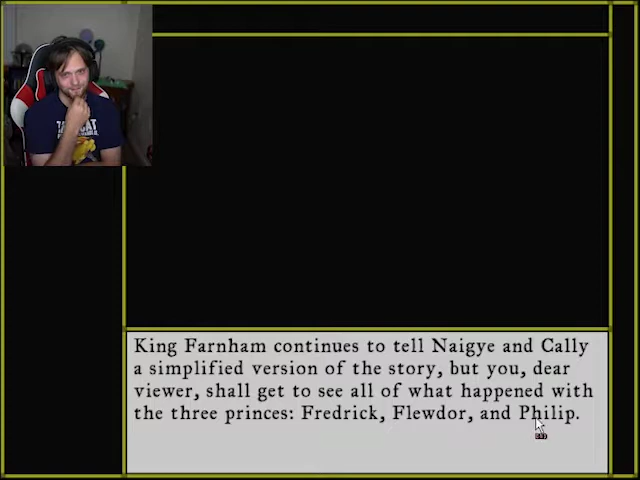 King Farnham continues to tell Naigye and Cally
a simplified version of the story, but you, dear
viewer, shall get to see all of what happened with
the three princes: Fredrick, Flewdor, and Philip.